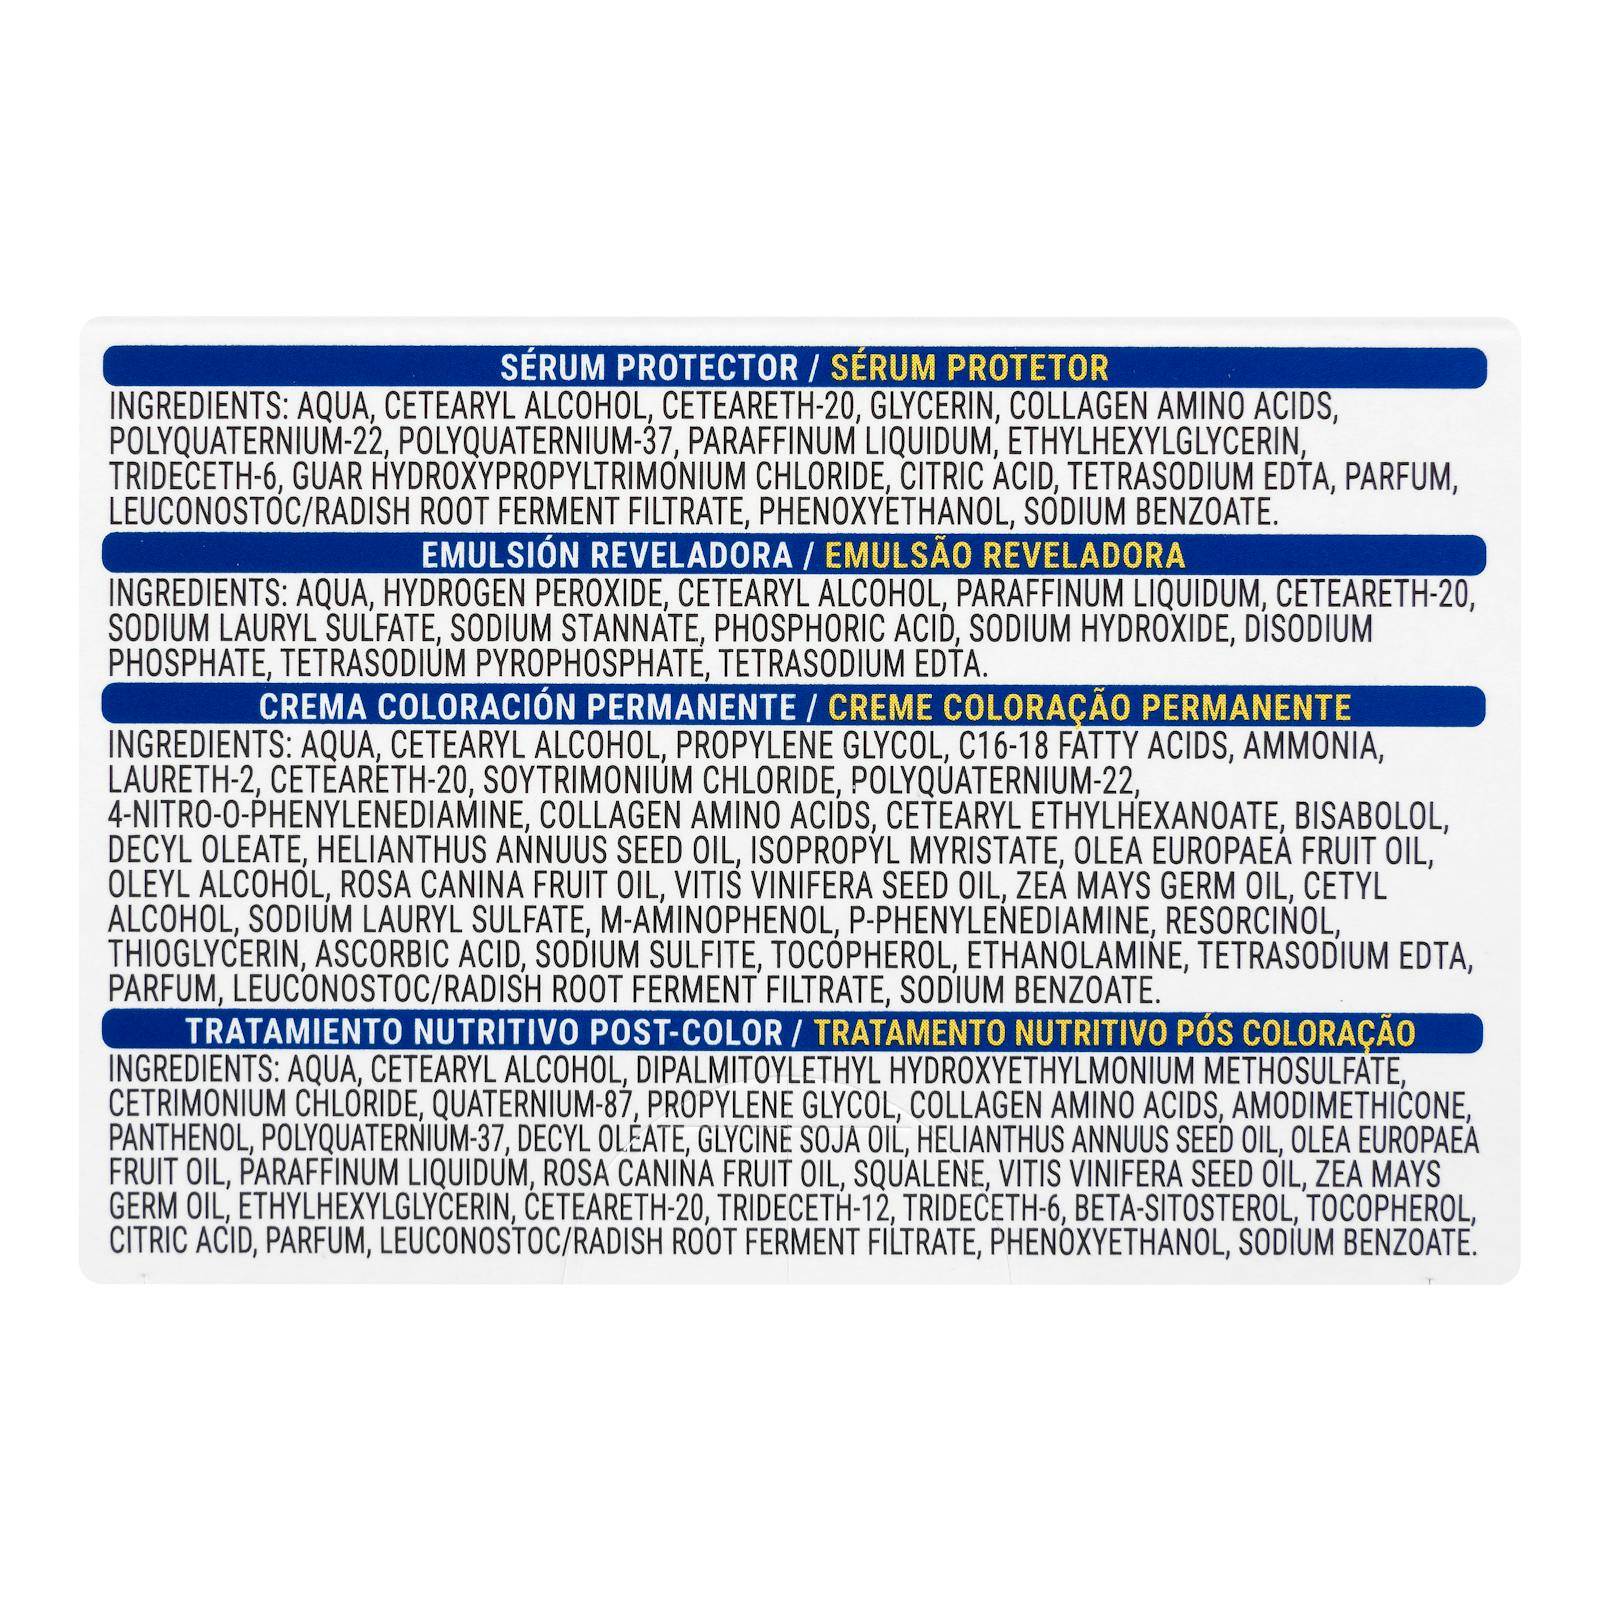 SÉRUM PROTECTOR / SÉRUM PROTETOR
INGREDIENTS: AQUA, CETEARYL ALCOHOL, CETEARETH-20, GLYCERIN, COLLAGEN AMINO ACIDS,
POLYQUATERNIUM-22, POLYQUATERNIUM-37, PARAFFINUM LIQUIDUM, ETHYLHEXYLGLYCERIN,
TRIDECETH-6, GUAR HYDROXYPROPYLTRIMONIUM CHLORIDE, CITRIC ACID, TETRASODIUM EDTA, PARFUM,
LEUCONOSTOC/RADISH ROOT FERMENT FILTRATE, PHENOXYETHANOL, SODIUM BENZOATE.
EMULSIÓN REVELADORA / EMULSÃO REVELADORA
INGREDIENTS: AQUA, HYDROGEN PEROXIDE, CETEARYL ALCOHOL, PARAFFINUM LIQUIDUM, CETEARETH-20,
SODIUM LAURYL SULFATE, SODIUM STANNATE, PHOSPHORIC ACID, SODIUM HYDROXIDE, DISODIUM
PHOSPHATE, TETRASODIUM PYROPHOSPHATE, TETRASODIUM EDTA.
CREMA COLORACIÓN PERMANENTE / CREME COLORAÇÃO PERMANENTE
INGREDIENTS: AQUA, CETEARYL ALCOHOL, PROPYLENE GLYCOL, C16-18 FATTY ACIDS, AMMONIA,
LAURETH-2, CETEARETH-20, SOYTRIMONIUM CHLORIDE, POLYQUATERNIUM-22,
4-NITRO-O-PHENYLENEDIAMINE, COLLAGEN AMINO ACIDS, CETEARYL ETHYLHEXANOATE, BISABOLOL,
DECYL OLEATE, HELIANTHUS ANNUUS SEED OIL, ISOPROPYL MYRISTATE, OLEA EUROPAEA FRUIT OIL,
OLEYL ALCOHOL, ROSA CANINA FRUIT OIL, VITIS VINIFERA SEED OIL, ZEA MAYS GERM OIL, CETYL
ALCOHOL, SODIUM LAURYL SULFATE, M-AMINOPHENOL, P-PHENYLENEDIAMINE, RESORCINOL,
THIOGLYCERIN, ASCORBIC ACID, SODIUM SULFITE, TOCOPHEROL, ETHANOLAMINE, TETRASODIUM EDTA,
PARFUM, LEUCONOSTOC/RADISH ROOT FERMENT FILTRATE, SODIUM BENZOATE.
TRATAMIENTO NUTRITIVO POST-COLOR / TRATAMENTO NUTRITIVO PÓS COLORAÇÃO
INGREDIENTS: AQUA, CETEARYL ALCOHOL, DIPALMITOYLETHYL HYDROXYETHYLMONIUM METHOSULFATE,
CETRIMONIUM CHLORIDE, QUATERNIUM-87, PROPYLENE GLYCOL, COLLAGEN AMINO ACIDS, AMODIMETHICONE,
PANTHENOL, POLYQUATERNIUM-37, DECYL OLEATE, GLYCINE SOJA OIL, HELIANTHUS ANNUUS SEED OIL, OLEA EUROPAEA
FRUIT OIL, PARAFFINUM LIQUIDUM, ROSA CANINA FRUIT OIL, SQUALENE, VITIS VINIFERA SEED OIL, ZEA MAYS
GERM OIL, ETHYLHEXYLGLYCERIN, CETEARETH-20, TRIDECETH-12, TRIDECETH-6, BETA-SITOSTEROL, TOCOPHEROL,
CITRIC ACID, PARFUM, LEUCONOSTOC/RADISH ROOT FERMENT FILTRATE, PHENOXYETHANOL, SODIUM BENZOATE.